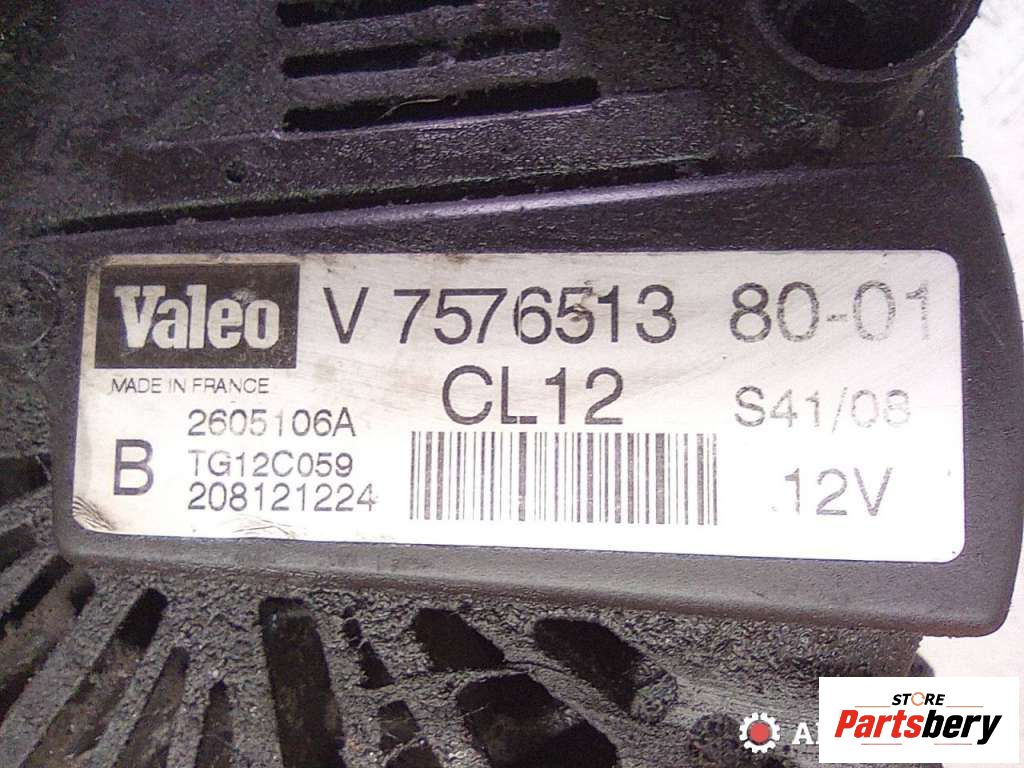 Valeo V 7576513 80-01
MADE IN FRANCE CL12 S41/08
2605106A
B TG12C059
208121224 12V
STORE
Partsbery